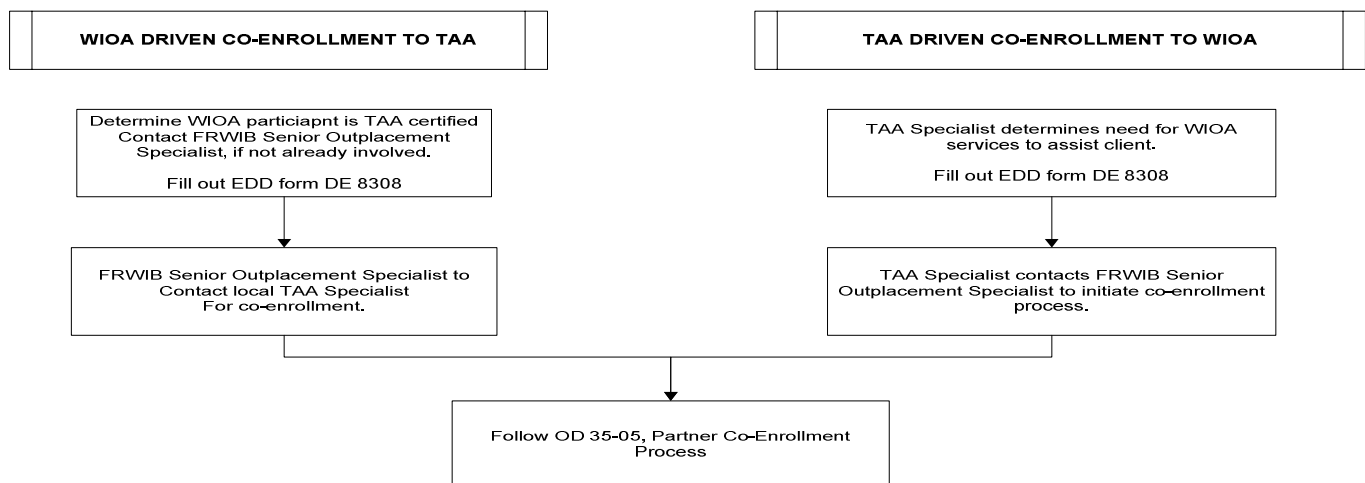 WIOA DRIVEN CO-ENROLLMENT TO TAA
TAA DRIVEN CO-ENROLLMENT TO WIOA
Determine WIOA particiapnt is TAA certified
Contact FRWIB Senior Outplacement
Specialist, if not already involved.
Fill out EDD form DE 8308
TAA Specialist determines need for WIOA
services to assist client.
Fill out EDD form DE 8308
FRWIB Senior Outplacement Specialist to
Contact local TAA Specialist
For co-enrollment.
TAA Specialist contacts FRWIB Senior
Outplacement Specialist to initiate co-enrollment
process.
Follow OD 35-05, Partner Co-Enrollment
Process